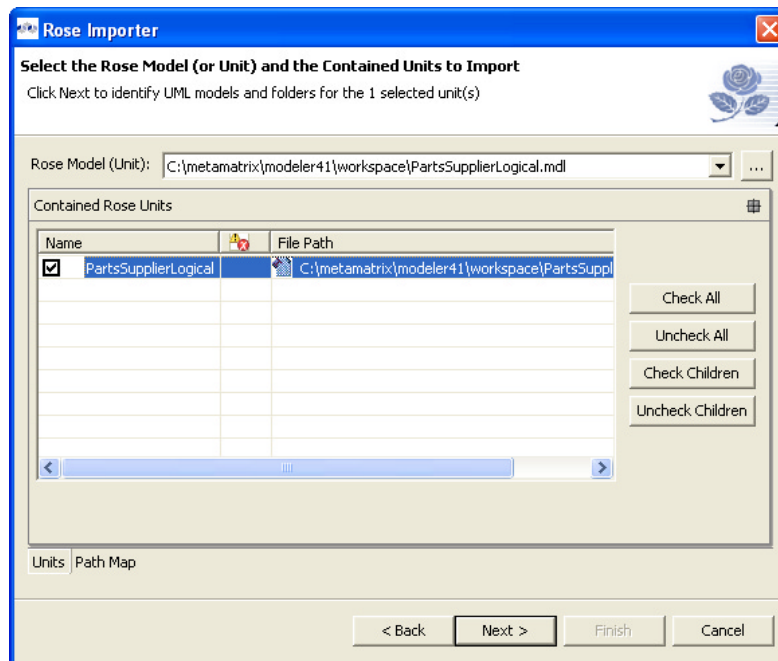 Rose Importer
Select the Rose Model (or Unit) and the Contained Units to Import
Click Next to identify UML models and folders for the 1 selected unit(s)
Rose Model (Unit): C:\metamatrix\modeler41\workspace\PartsSupplierLogical.mdl ...
Contained Rose Units
Name File Path
PartsSupplierLogical C:\metamatrix\modeler41\workspace\PartsSuppl
Check All
Uncheck All
Check Children
Uncheck Children
Units Path Map
< Back Next > Finish Cancel